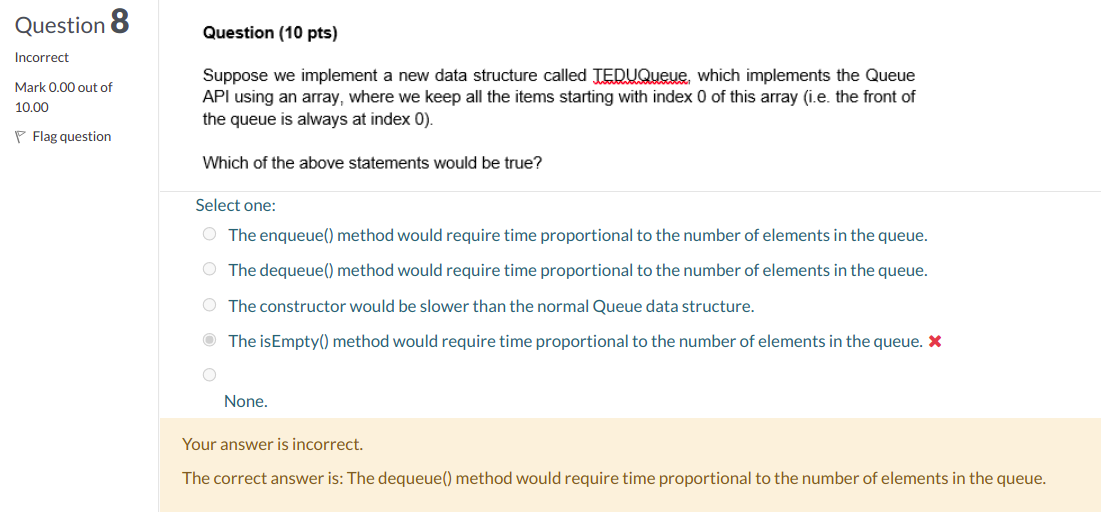 Question 8
Incorrect
Mark 0.00 out of
10.00
Flag question
Question (10 pts)
Suppose we implement a new data structure called TEDUQueue, which implements the Queue
API using an array, where we keep all the items starting with index 0 of this array (i.e. the front of
the queue is always at index 0).
Which of the above statements would be true?
Select one:
The enqueue() method would require time proportional to the number of elements in the queue.
The dequeue() method would require time proportional to the number of elements in the queue.
The constructor would be slower than the normal Queue data structure.
The isEmpty() method would require time proportional to the number of elements in the queue.
None.
Your answer is incorrect.
The correct answer is: The dequeue() method would require time proportional to the number of elements in the queue.